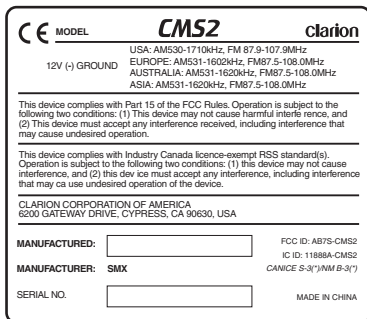 CE MODEL CMS2 clarion
12V (-) GROUND
USA: AM530-1710kHz, FM 87.9-107.9MHz
EUROPE: AM531-1602kHz, FM87.5-108.0MHz
AUSTRALIA: AM531-1620kHz, FM87.5-108.0MHz
ASIA: AM531-1620kHz, FM87.5-108.0MHz
This device complies with Part 15 of the FCC Rules. Operation is subject to the
following two conditions: (1) This device may not cause harmful interfe rence, and
(2) This device must accept any interference received, including interference that
may cause undesired operation.
This device complies with Industry Canada licence-exempt RSS standard(s).
Operation is subject to the following two conditions: (1) this device may not cause
interference, and (2) this dev ice must accept any interference, including interference
that may ca use undesired operation of the device.
CLARION CORPORATION OF AMERICA
6200 GATEWAY DRIVE, CYPRESS, CA 90630, USA
MANUFACTURED:
FCC ID: AB7S-CMS2
IC ID: 11888A-CMS2
MANUFACTURER: SMX
CANICE S-3(*)/NM B-3(*)
SERIAL NO.
MADE IN CHINA